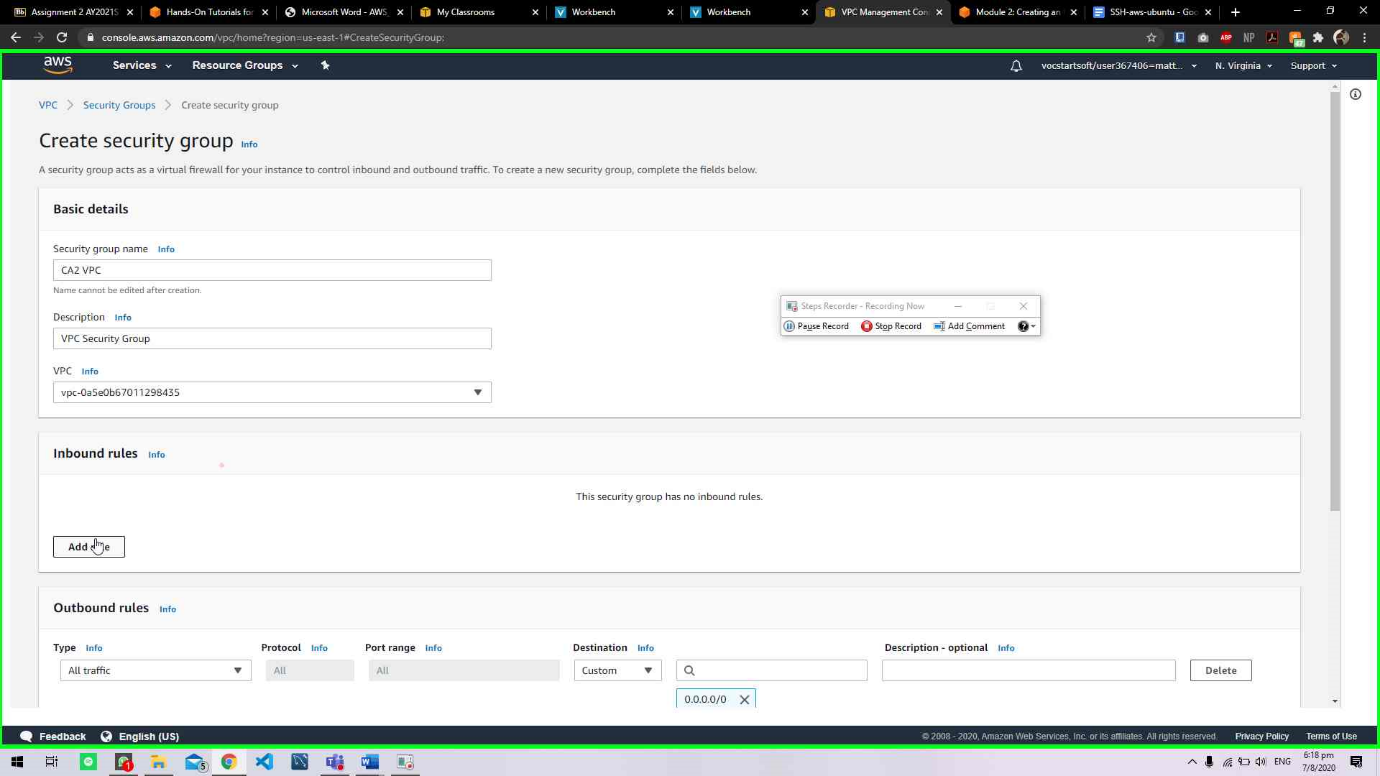 Assignment 2 AY2021S
Hands-On Tutorials for
Microsoft Word - AWS_
My Classrooms
Workbench
Workbench
VPC Management Con
Module 2: Creating an
SSH-aws-ubuntu - Goo
console.aws.amazon.com/vpc/home?region=us-east-1#CreateSecurityGroup:
aws Services Resource Groups vocstartsoft/user367406=matt... N. Virginia Support
VPC > Security Groups > Create security group
Create security group Info
A security group acts as a virtual firewall for your instance to control inbound and outbound traffic. To create a new security group, complete the fields below.
Basic details
Security group name Info
CA2 VPC
Name cannot be edited after creation.
Description Info
VPC Security Group
VPC Info
vpc-0a5e0b67011298435
Steps Recorder - Recording Now
Pause Record Stop Record Add Comment
Inbound rules Info
This security group has no inbound rules.
Add
Outbound rules Info
Type Info Protocol Info Port range Info Destination Info Description - optional Info
All traffic All All Custom Delete
0.0.0.0/0
Feedback English (US) © 2008 - 2020, Amazon Web Services, Inc. or its affiliates. All rights reserved. Privacy Policy Terms of Use
ENG 6:18 pm
7/8/2020